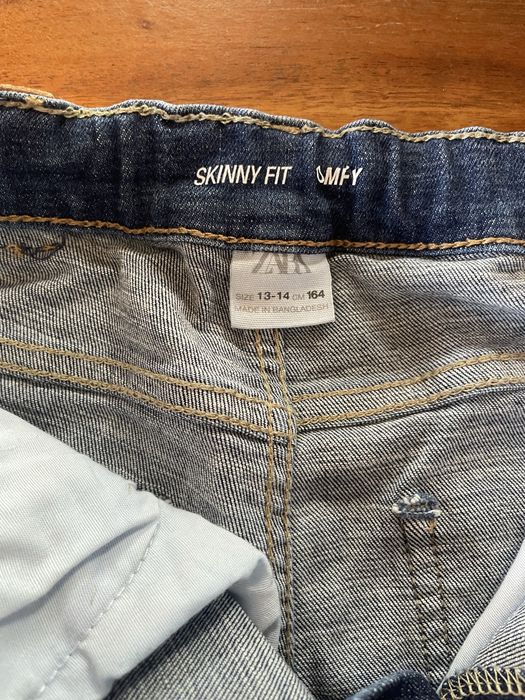 SKINNY FIT OMFY
ZARA
SIZE 13-14 CM 164
MADE IN BANGLADESH